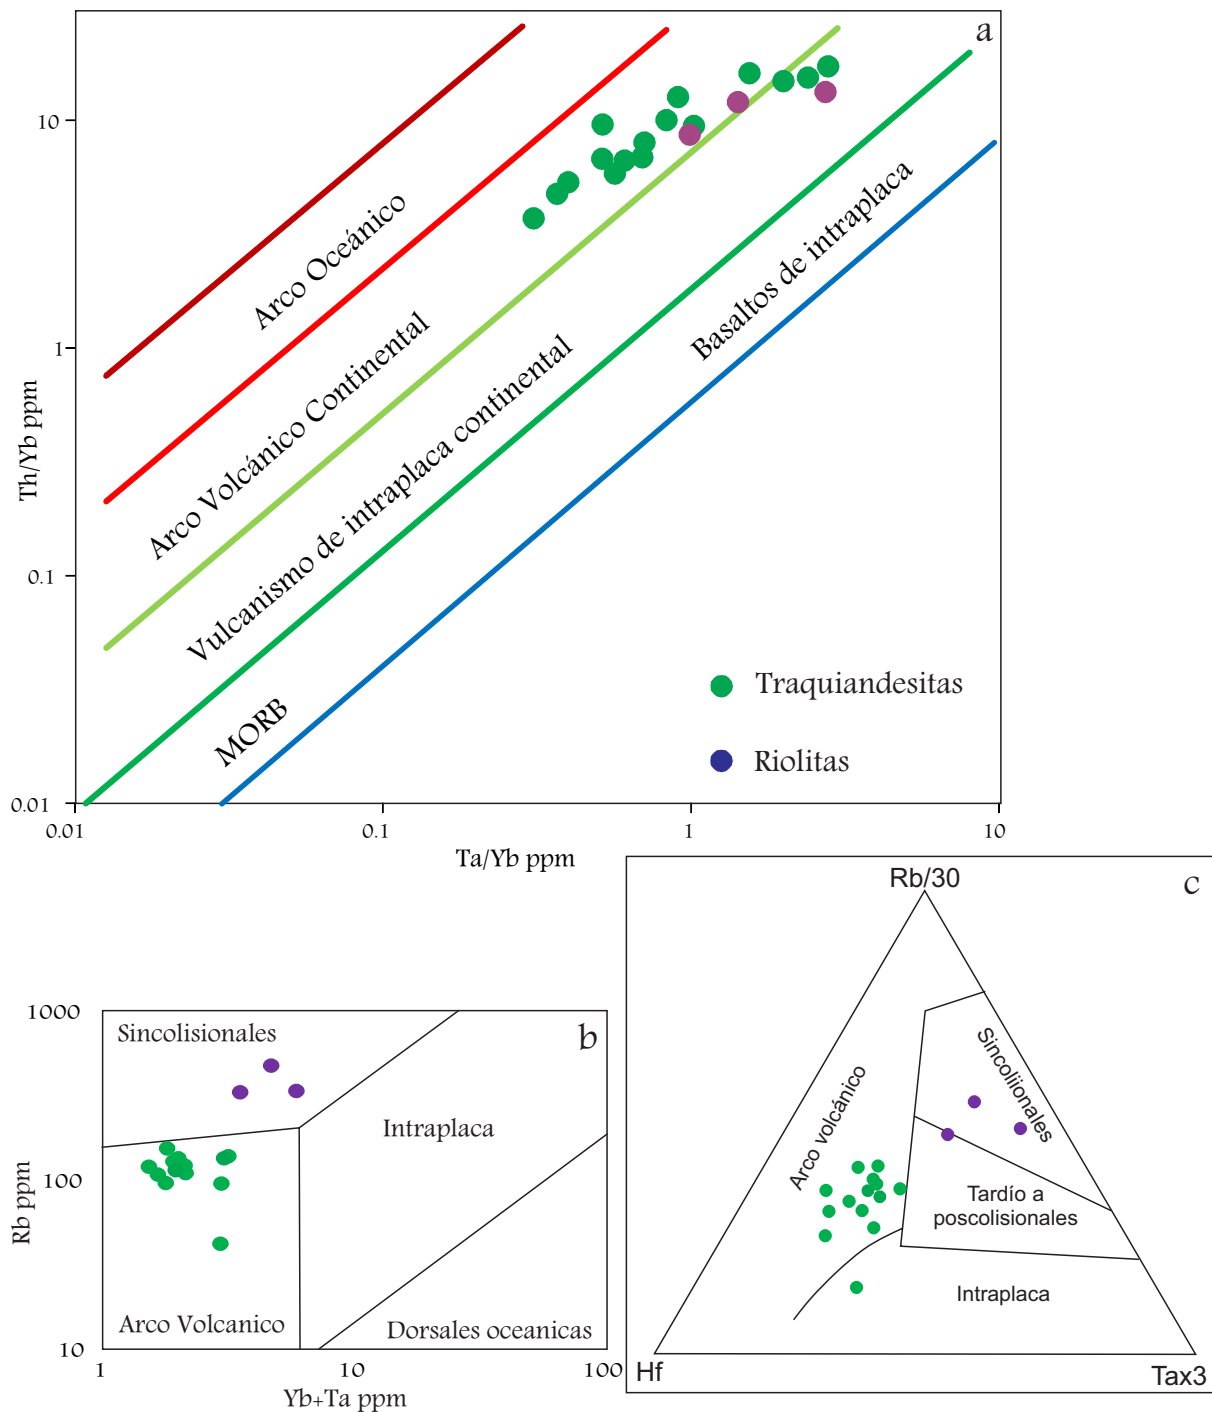 a
10
1
0.1
0.01
Th/Yb ppm
Arco Oceánico
Arco Volcánico Continental
Vulcanismo de intraplaca continental
Basaltos de intraplaca
MORB
Traquiandesitas
Riolitas
0.01
0.1
1
10
Ta/Yb ppm
b
1000
100
10
Rb ppm
Sincolisionales
Intraplaca
Arco Volcanico
Dorsales oceanicas
1
10
100
Yb+Ta ppm
c
Rb/30
Arco volcánico
Sincoliionales
Tardío a
poscolisionales
Intraplaca
Hf
Tax3